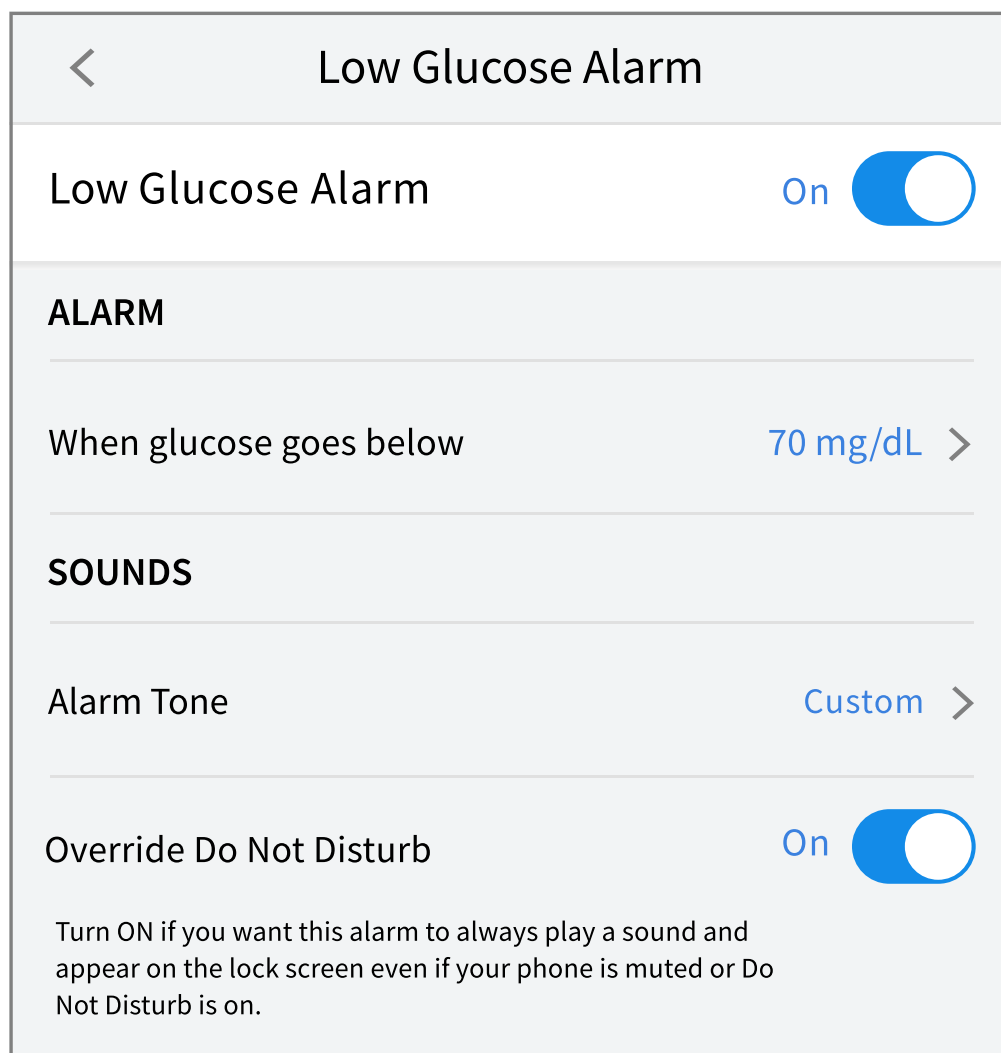 Low Glucose Alarm
Low Glucose Alarm On
ALARM
When glucose goes below 70 mg/dL
SOUNDS
Alarm Tone Custom
Override Do Not Disturb On
Turn ON if you want this alarm to always play a sound and
appear on the lock screen even if your phone is muted or Do
Not Disturb is on.